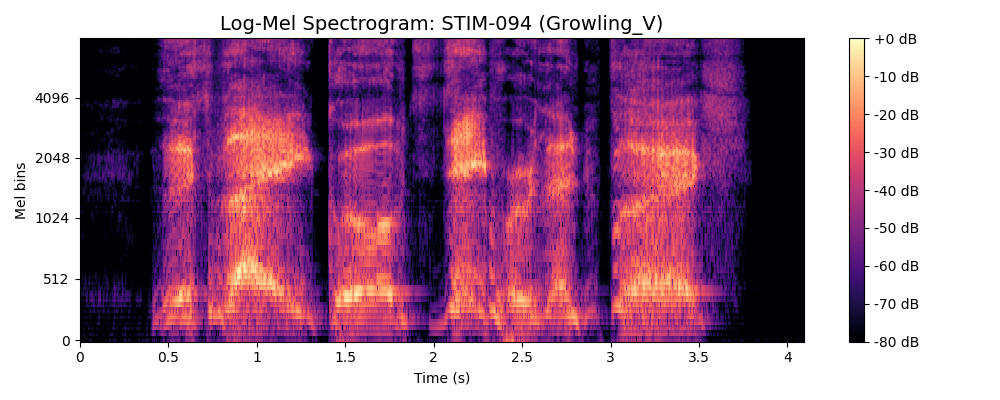 Log-Mel Spectrogram: STIM-094 (Growling_V)
Mel bins
4096
2048
1024
512
0
0 0.5 1 1.5 2 2.5 3 3.5 4
Time (s)
+0 dB
-10 dB
-20 dB
-30 dB
-40 dB
-50 dB
-60 dB
-70 dB
-80 dB